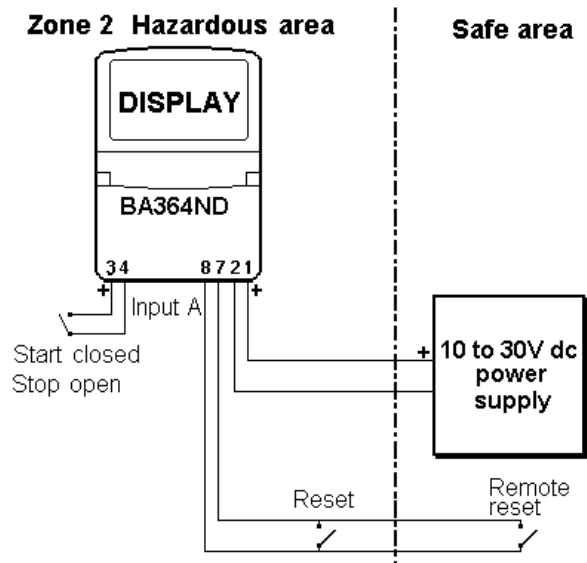 Zone 2 Hazardous area
Safe area
DISPLAY
BA364ND
3 4 8 7 2 1
+ +
Input A
Start closed
Stop open
+ 10 to 30V dc
power
supply
Reset
Remote
reset